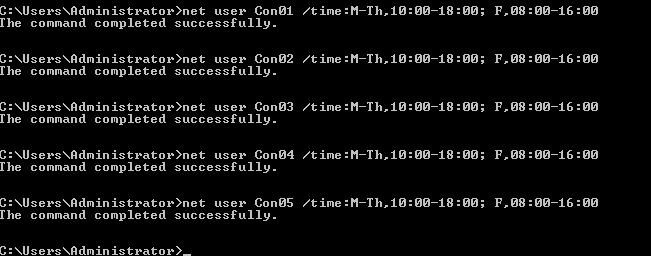 C:\Users\Administrator>net user Con01 /time:M-Th,10:00-18:00; F,08:00-16:00
The command completed successfully.
C:\Users\Administrator>net user Con02 /time:M-Th,10:00-18:00; F,08:00-16:00
The command completed successfully.
C:\Users\Administrator>net user Con03 /time:M-Th,10:00-18:00; F,08:00-16:00
The command completed successfully.
C:\Users\Administrator>net user Con04 /time:M-Th,10:00-18:00; F,08:00-16:00
The command completed successfully.
C:\Users\Administrator>net user Con05 /time:M-Th,10:00-18:00; F,08:00-16:00
The command completed successfully.
C:\Users\Administrator>_